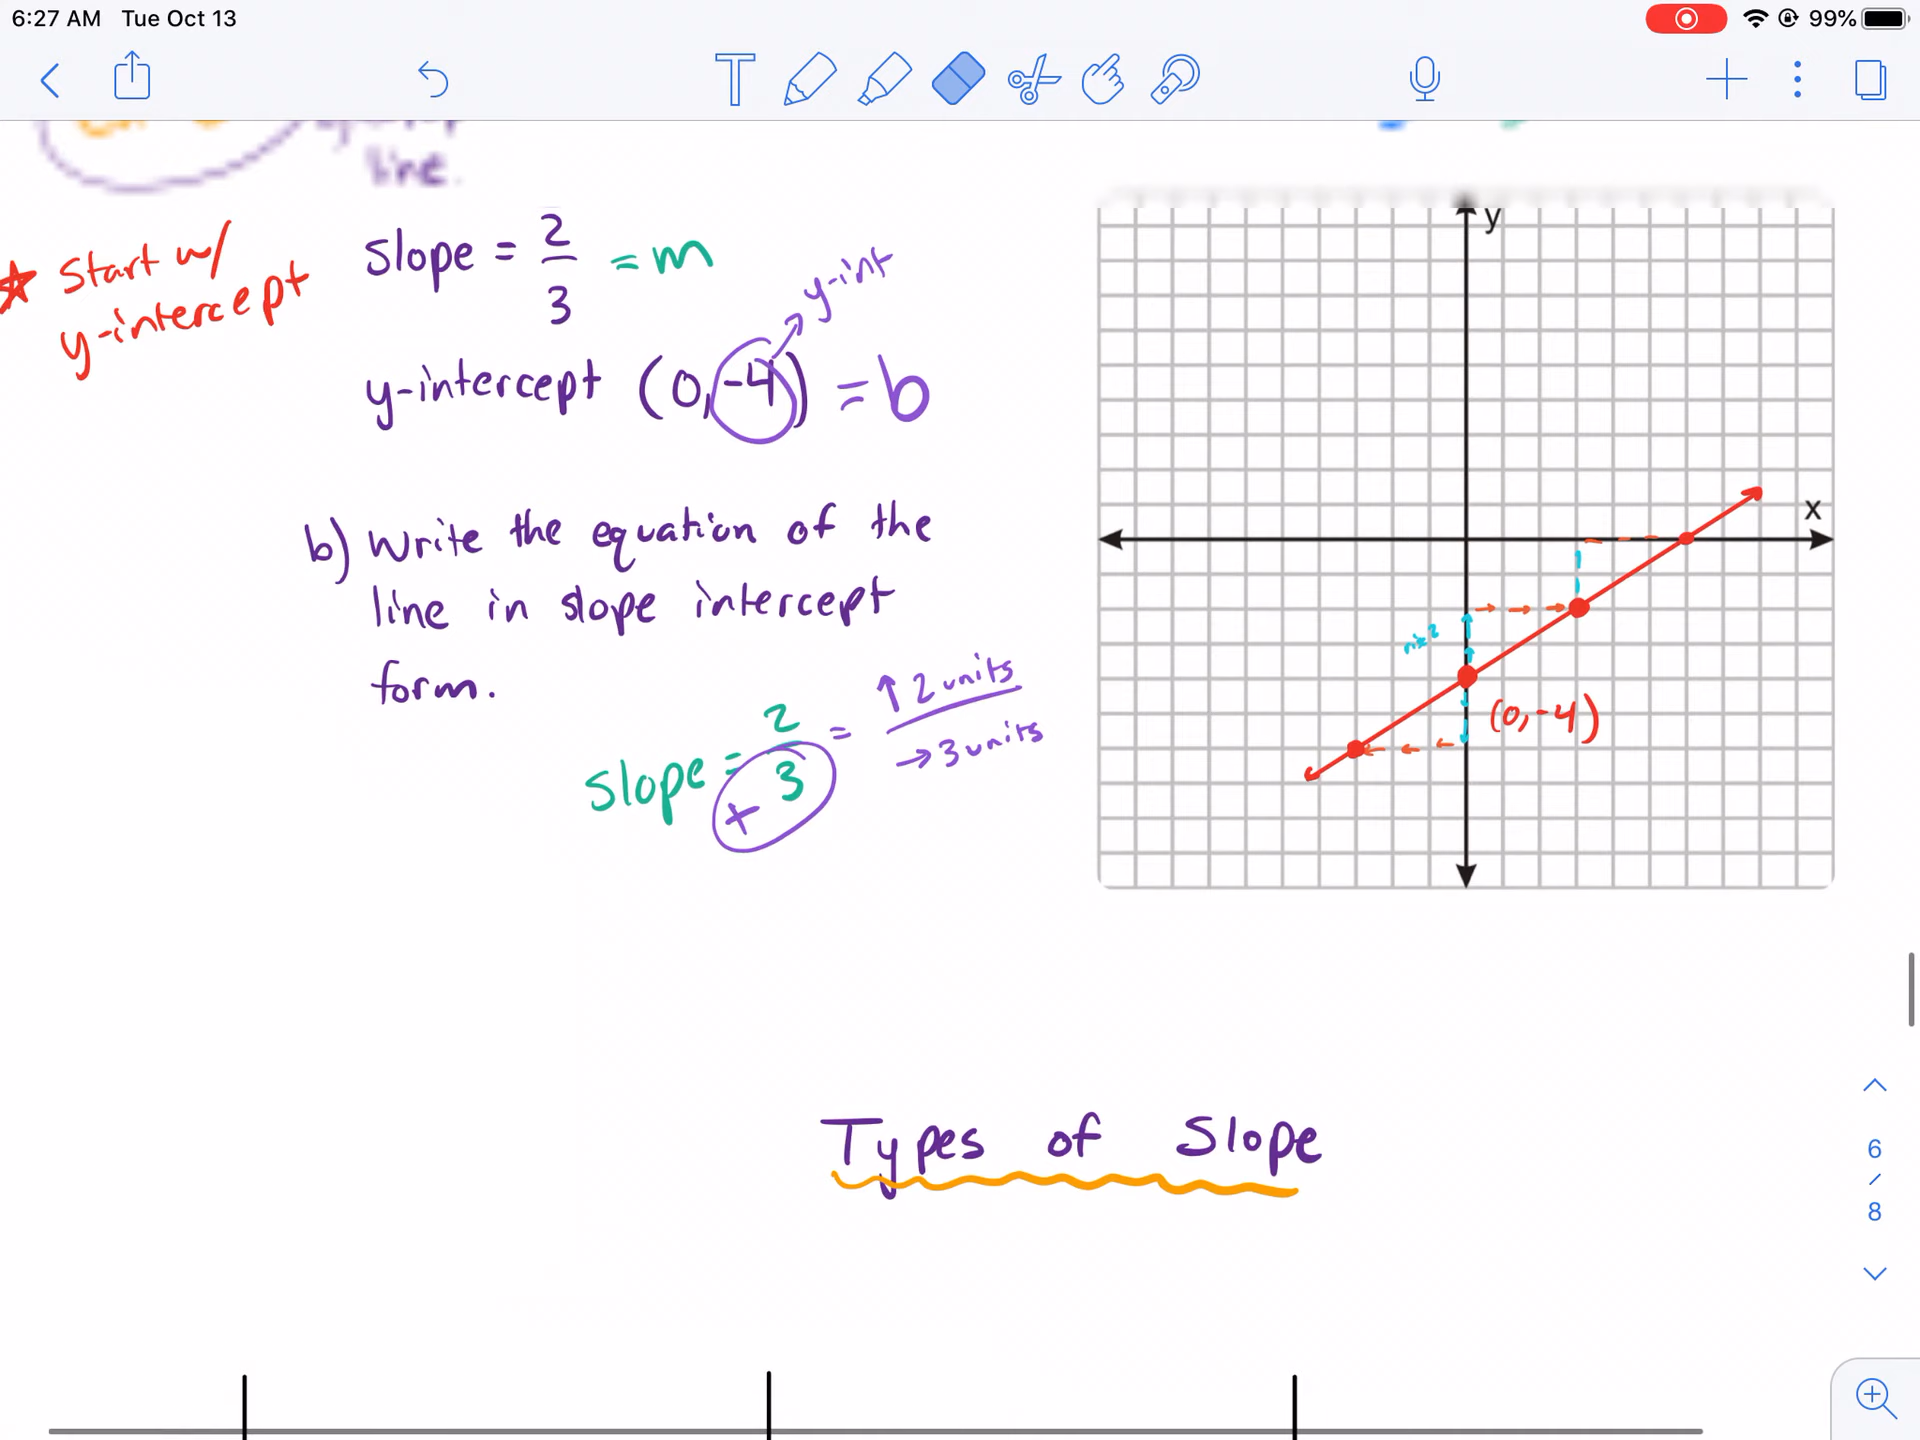 6:27 AM Tue Oct 13
99%
T
line.
★ Start w/
y-intercept
slope = 2/3 = m
y-int
y-intercept (0,-4) = b
b) Write the equation of the
line in slope intercept
form.
slope = 2/+3 = ↑2 units/→3 units
y
x
(0,-4)
Types of Slope
6
/
8